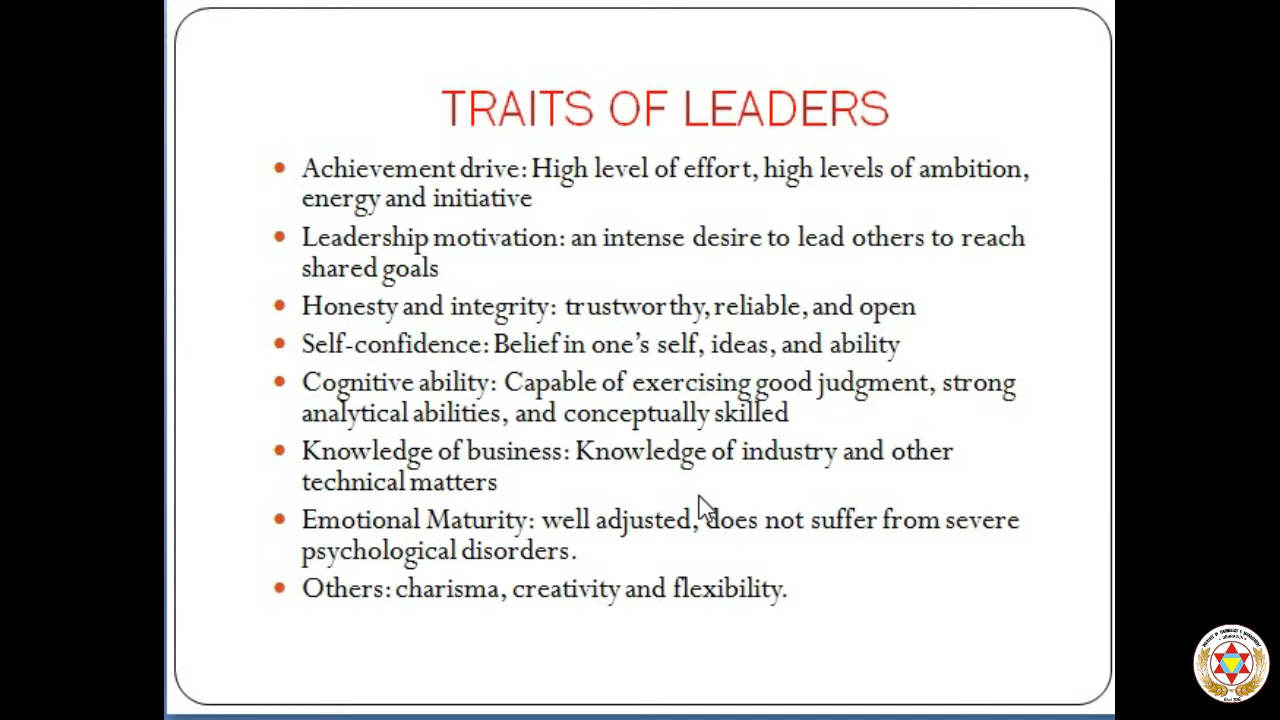 TRAITS OF LEADERS
• Achievement drive: High level of effort, high levels of ambition,
energy and initiative
• Leadership motivation: an intense desire to lead others to reach
shared goals
• Honesty and integrity: trustworthy, reliable, and open
• Self-confidence: Belief in one’s self, ideas, and ability
• Cognitive ability: Capable of exercising good judgment, strong
analytical abilities, and conceptually skilled
• Knowledge of business: Knowledge of industry and other
technical matters
• Emotional Maturity: well adjusted, does not suffer from severe
psychological disorders.
• Others: charisma, creativity and flexibility.